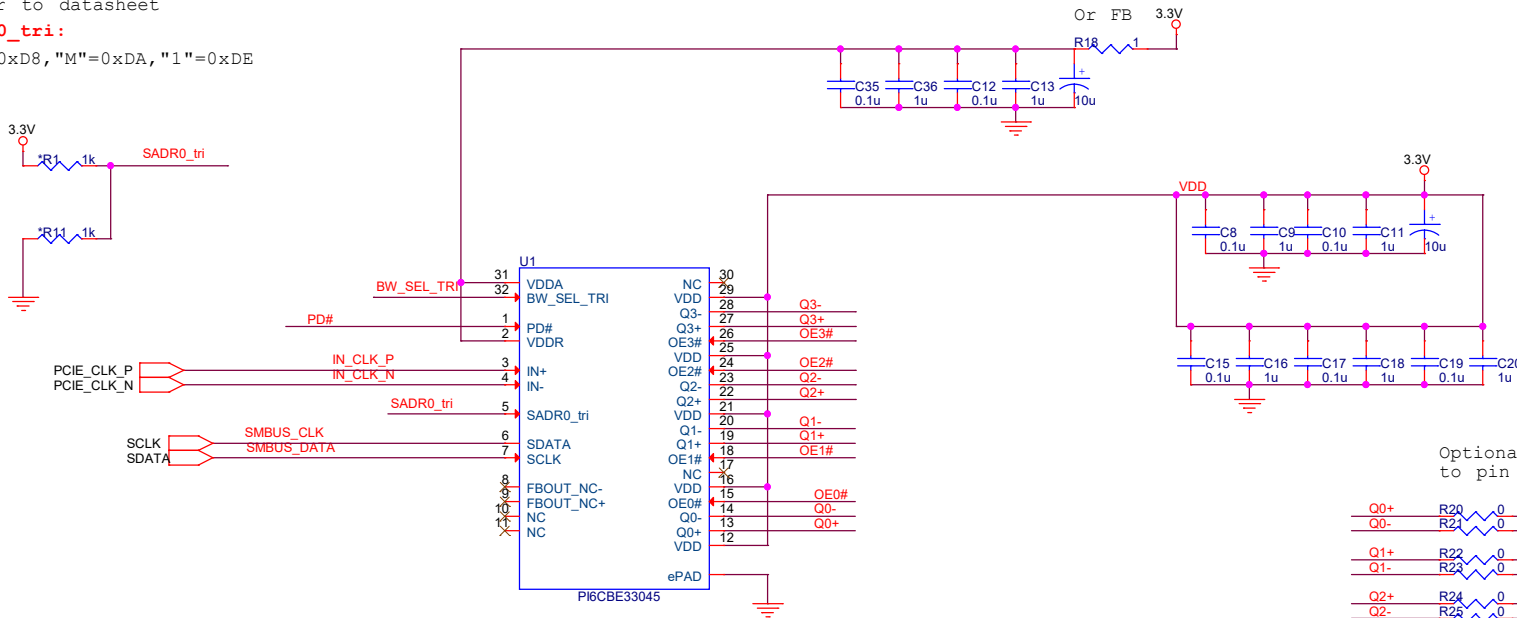 r to datasheet
0_tri:
0xD8,"M"=0xDA,"1"=0xDE
Or FB
3.3V
R18 1
C35 0.1u
C36 1u
C12 0.1u
C13 1u
+
10u
3.3V
*R1 1k
SADR0_tri
*R11 1k
3.3V
VDD
C8 0.1u
C9 1u
C10 0.1u
C11 1u
+
10u
C15 0.1u
C16 1u
C17 0.1u
C18 1u
C19 0.1u
C20 1u
U1
31 VDDA
BW_SEL_TRI 32 BW_SEL_TRI
PD# 1 PD#
2 VDDR
PCIE_CLK_P IN_CLK_P 3 IN+
PCIE_CLK_N IN_CLK_N 4 IN-
SADR0_tri 5 SADR0_tri
SCLK SMBUS_CLK 6 SDATA
SDATA SMBUS_DATA 7 SCLK
8 FBOUT_NC-
9 FBOUT_NC+
10 NC
11 NC
NC 30
VDD 29
Q3- 28 Q3-
Q3+ 27 Q3+
OE3# 26 OE3#
VDD 25
OE2# 24 OE2#
Q2- 23 Q2-
Q2+ 22 Q2+
VDD 21
Q1- 20 Q1-
Q1+ 19 Q1+
OE1# 18 OE1#
NC 17
VDD 16
OE0# 15 OE0#
Q0- 14 Q0-
Q0+ 13 Q0+
VDD 12
ePAD
PI6CBE33045
Optiona
to pin
Q0+ R20 0
Q0- R21 0
Q1+ R22 0
Q1- R23 0
Q2+ R24 0
Q2- R25 0